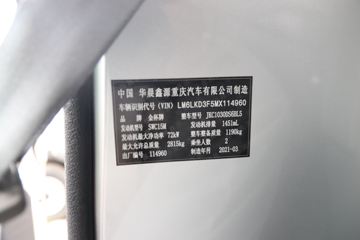 中国 华晨鑫源重庆汽车有限公司制造
车辆识别代号(VIN) LM6LKD3F5MX114960
品牌 金杯牌 整车型号 JKC1030S6BL5
发动机型号 SWC15M 发动机排量 1451mL
发动机最大净功率 72kW 整车整备质量 1190kg
最大允许总质量 2815kg 乘坐人数 2
出厂编号 114960 制造年月 2021-03